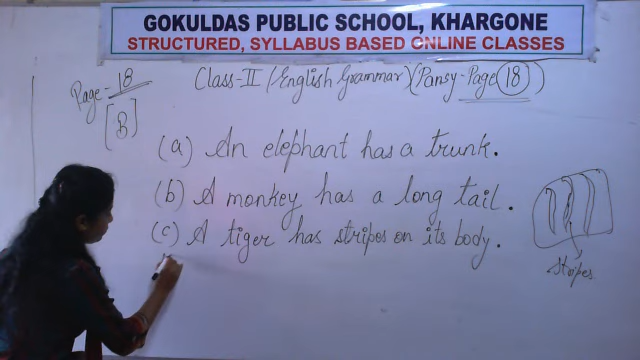 GOKULDAS PUBLIC SCHOOL, KHARGONE
STRUCTURED, SYLLABUS BASED ONLINE CLASSES
Page - 18
[B]
Class-II (English Grammar) (Pansy-Page 18)
(a) An elephant has a trunk.
(b) A monkey has a long tail.
(c) A tiger has stripes on its body.
stripes